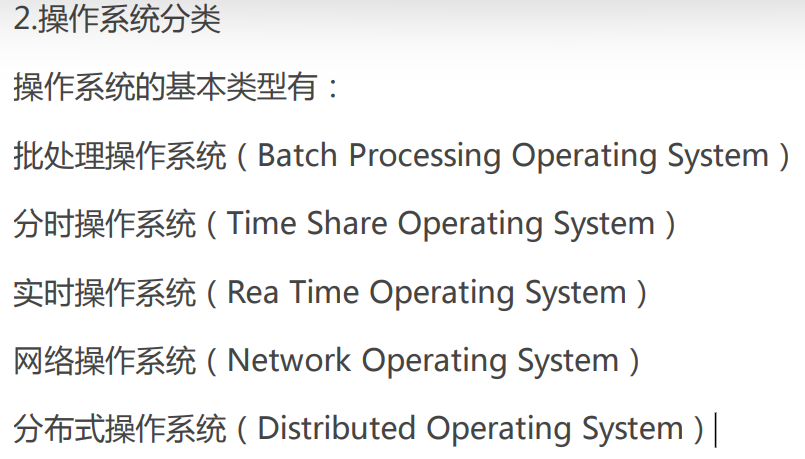 2.操作系统分类
操作系统的基本类型有：
批处理操作系统（Batch Processing Operating System）
分时操作系统（Time Share Operating System）
实时操作系统（Rea Time Operating System）
网络操作系统（Network Operating System）
分布式操作系统（Distributed Operating System）